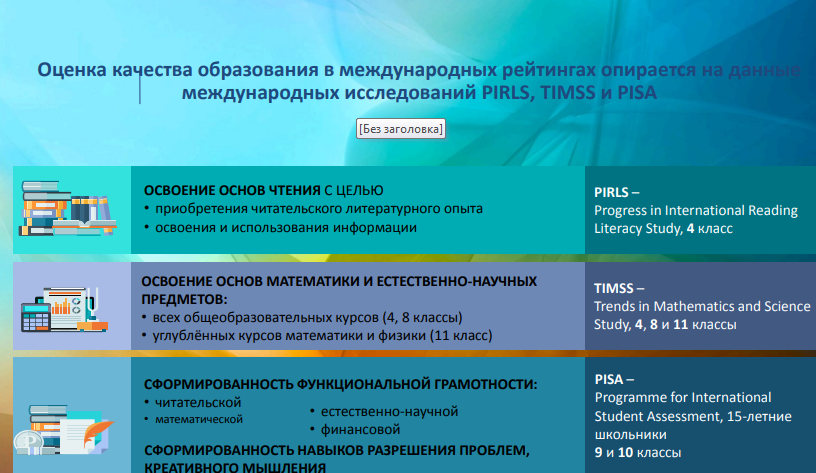 Оценка качества образования в международных рейтингах опирается на данные
международных исследований PIRLS, TIMSS и PISA
[Без заголовка]
ОСВОЕНИЕ ОСНОВ ЧТЕНИЯ С ЦЕЛЬЮ
• приобретения читательского литературного опыта
• освоения и использования информации
PIRLS –
Progress in International Reading
Literacy Study, 4 класс
ОСВОЕНИЕ ОСНОВ МАТЕМАТИКИ И ЕСТЕСТВЕННО-НАУЧНЫХ
ПРЕДМЕТОВ:
• всех общеобразовательных курсов (4, 8 классы)
• углублённых курсов математики и физики (11 класс)
TIMSS –
Trends in Mathematics and Science
Study, 4, 8 и 11 классы
СФОРМИРОВАННОСТЬ ФУНКЦИОНАЛЬНОЙ ГРАМОТНОСТИ:
• читательской
• математической
• естественно-научной
• финансовой
СФОРМИРОВАННОСТЬ НАВЫКОВ РАЗРЕШЕНИЯ ПРОБЛЕМ,
КРЕАТИВНОГО МЫШЛЕНИЯ
PISA –
Programme for International
Student Assessment, 15-летние
школьники
9 и 10 классы